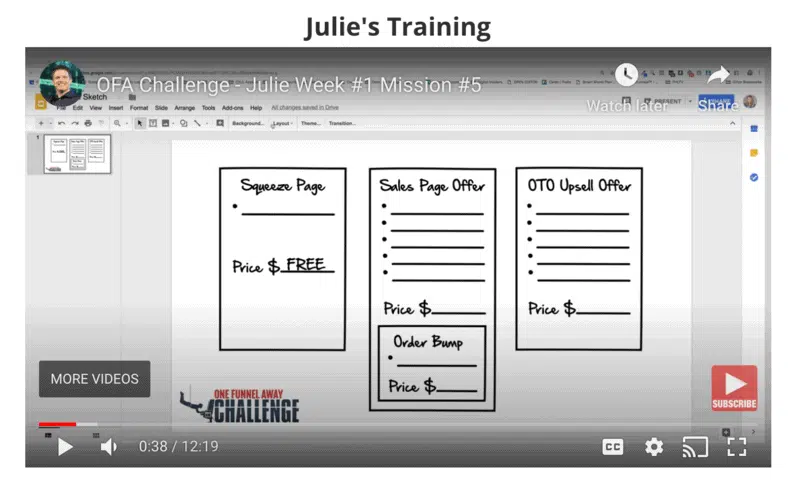 Julie's Training
OFA Challenge - Julie Week #1 Mission #5
Watch later
Share
Sketch
File Edit View Insert Format Slide Arrange Tools Add-ons Help All changes saved in Drive
PRESENT
Background... Layout Theme... Transition...
1
Squeeze Page
Price $ FREE
Sales Page Offer
Price $
Order Bump
Price $
OTO Upsell Offer
Price $
MORE VIDEOS
ONE FUNNEL AWAY
CHALLENGE
SUBSCRIBE
0:38 / 12:19
CC